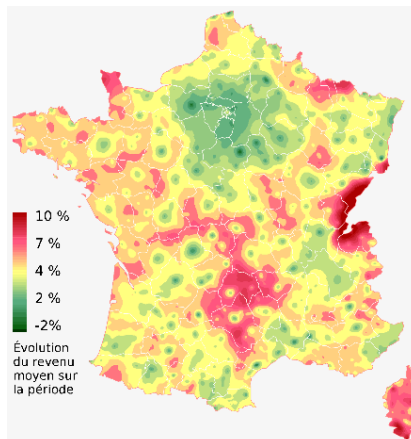 10 %
7 %
4 %
2 %
-2%
Évolution
du revenu
moyen sur
la période